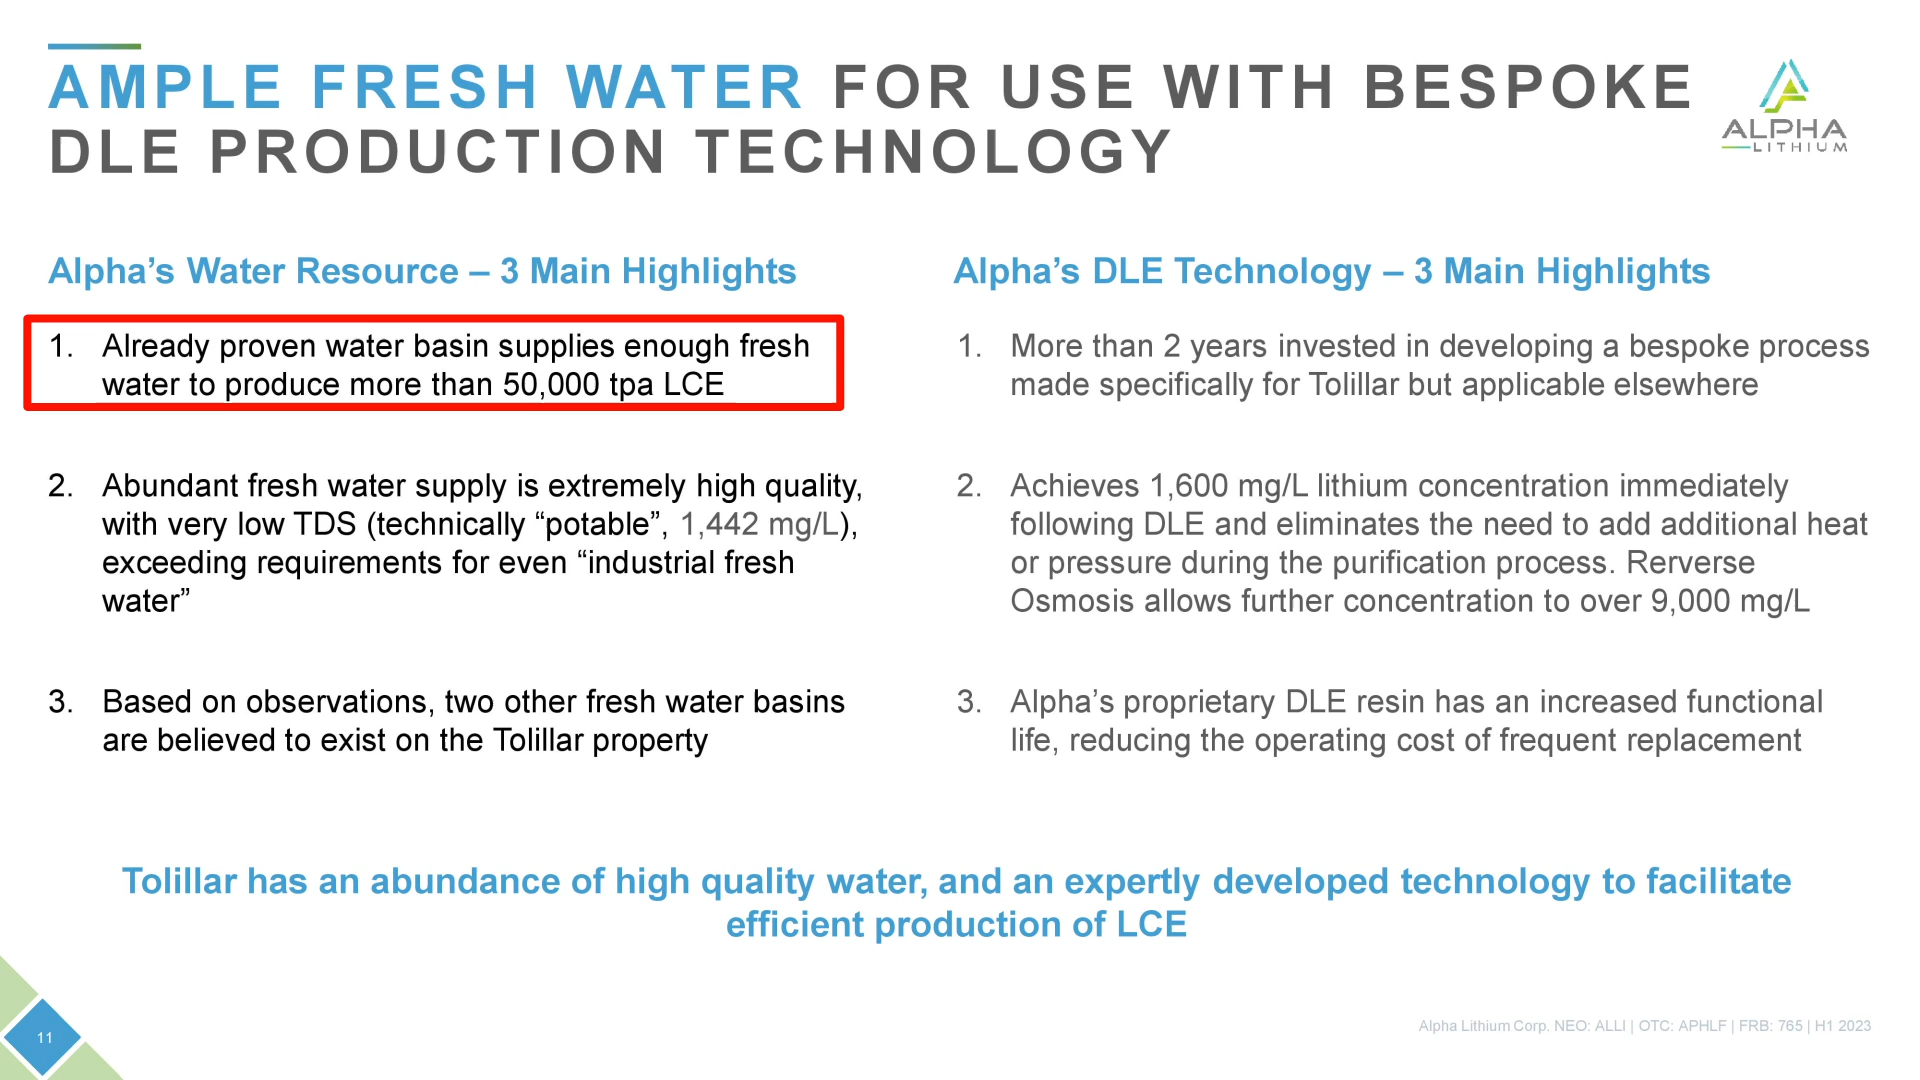 AMPLE FRESH WATER FOR USE WITH BESPOKE
DLE PRODUCTION TECHNOLOGY
ALPHA
LITHIUM
Alpha’s Water Resource – 3 Main Highlights
1. Already proven water basin supplies enough fresh
water to produce more than 50,000 tpa LCE
2. Abundant fresh water supply is extremely high quality,
with very low TDS (technically “potable”, 1,442 mg/L),
exceeding requirements for even “industrial fresh
water”
3. Based on observations, two other fresh water basins
are believed to exist on the Tolillar property
Alpha’s DLE Technology – 3 Main Highlights
1. More than 2 years invested in developing a bespoke process
made specifically for Tolillar but applicable elsewhere
2. Achieves 1,600 mg/L lithium concentration immediately
following DLE and eliminates the need to add additional heat
or pressure during the purification process. Rerverse
Osmosis allows further concentration to over 9,000 mg/L
3. Alpha’s proprietary DLE resin has an increased functional
life, reducing the operating cost of frequent replacement
Tolillar has an abundance of high quality water, and an expertly developed technology to facilitate
efficient production of LCE
11
Alpha Lithium Corp. NEO: ALLI | OTC: APHLF | FRB: 765 | H1 2023